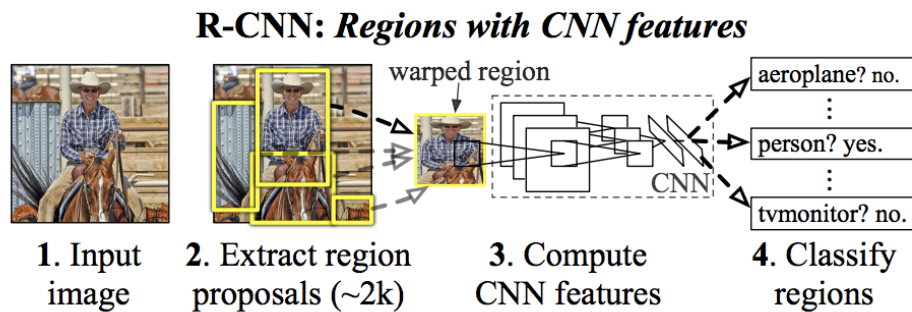 R-CNN: Regions with CNN features
warped region
aeroplane? no.
⋮
person? yes.
⋮
tvmonitor? no.
CNN
1. Input
image
2. Extract region
proposals (~2k)
3. Compute
CNN features
4. Classify
regions